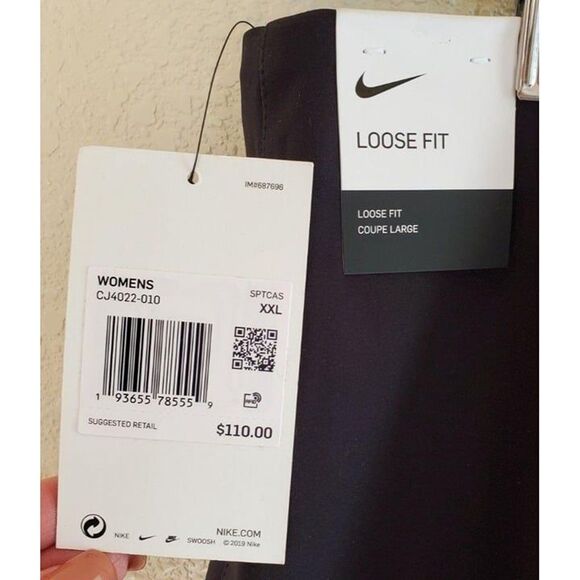 LOOSE FIT
LOOSE FIT
COUPE LARGE
IM#687696
WOMENS
CJ4022-010
SPTCAS
XXL
1 93655 78555 9
RFID
SUGGESTED RETAIL
$110.00
NIKE
SWOOSH
NIKE.COM
© 2019 Nike